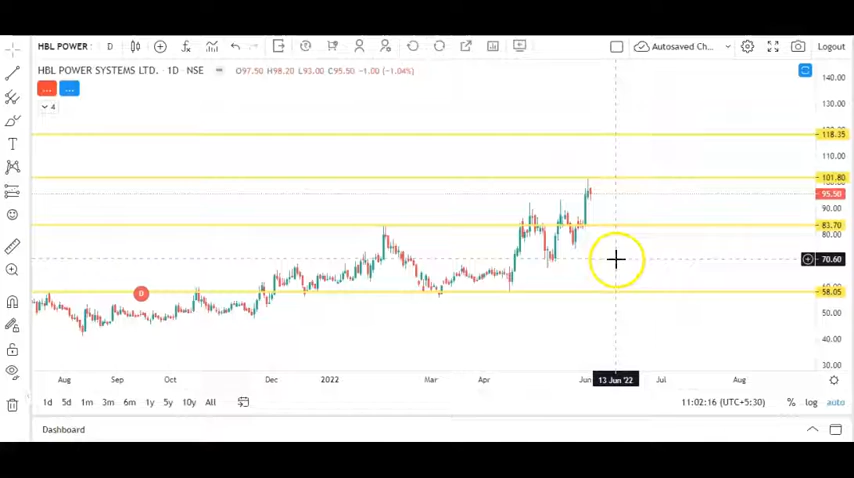 HBL POWER D Autosaved Ch... Logout
HBL POWER SYSTEMS LTD. · 1D · NSE O97.50 H98.20 L93.00 C95.50 −1.00 (−1.04%)
... ...
4
140.00
130.00
118.35
110.00
101.80
95.50
90.00
83.70
80.00
70.60
58.05
50.00
40.00
30.00
D
Aug Sep Oct Dec 2022 Mar Apr Jun 13 Jun '22 Jul Aug
1d 5d 1m 3m 6m 1y 5y All 11:02:16 (UTC+5:30) % log auto
Dashboard